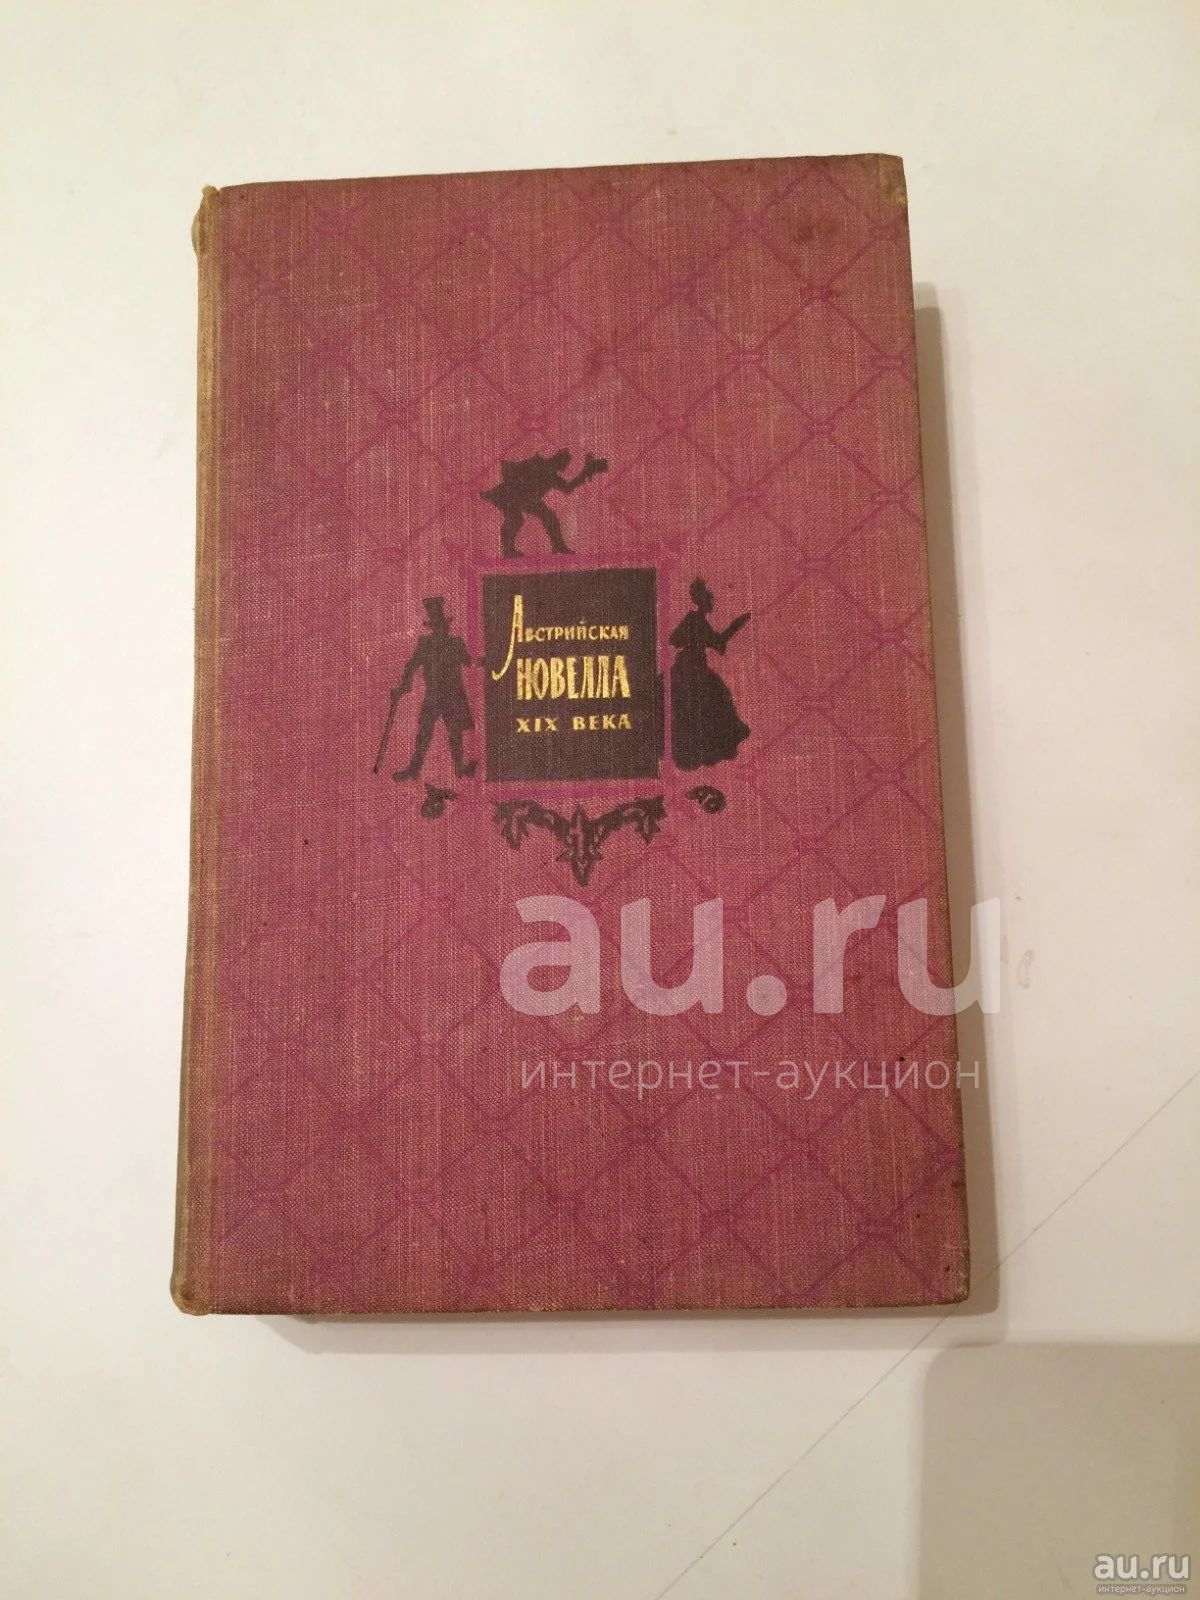 Австрийская
НОВЕЛЛА
XIX ВЕКА
au.ru
интернет-аукцион
au.ru
интернет-аукцион